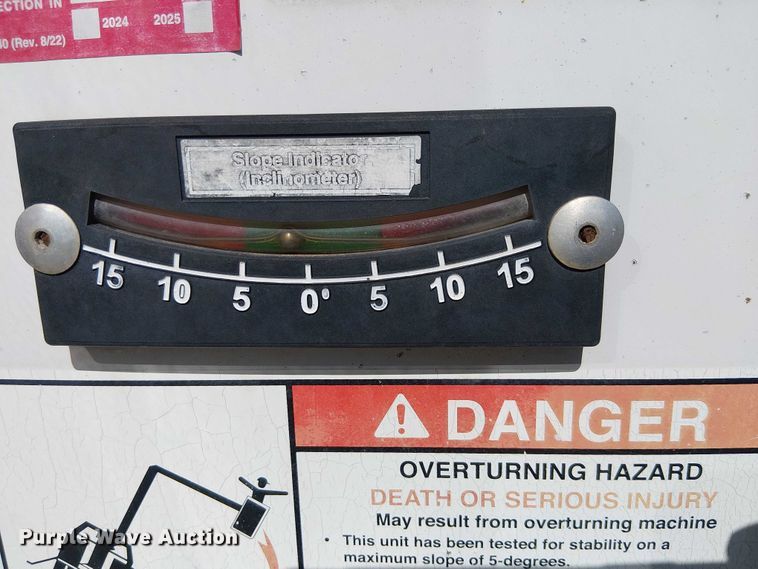 ECTION IN
2024 2025
(Rev. 8/22)
Slope Indicator
(Inclinometer)
15 10 5 0° 5 10 15
DANGER
OVERTURNING HAZARD
DEATH OR SERIOUS INJURY
May result from overturning machine
• This unit has been tested for stability on a
maximum slope of 5-degrees.
Purple Wave Auction